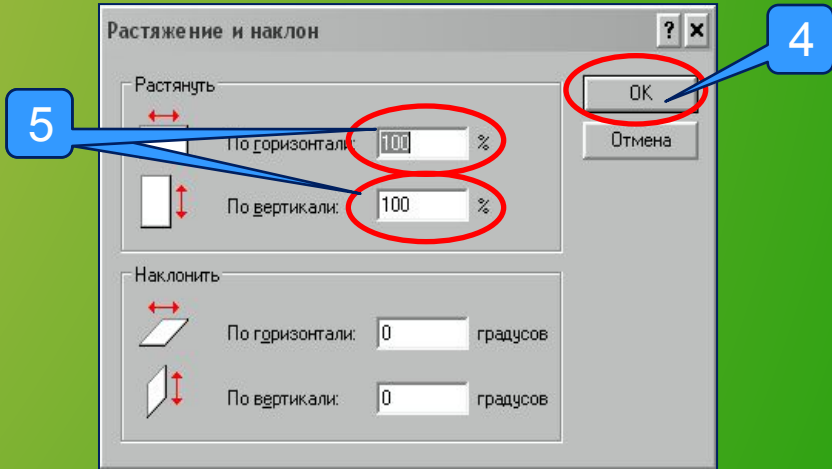 Растяжение и наклон ? ×
4
Растянуть
OK
5
По горизонтали: 100 %
Отмена
По вертикали: 100 %
Наклонить
По горизонтали: 0 градусов
По вертикали: 0 градусов